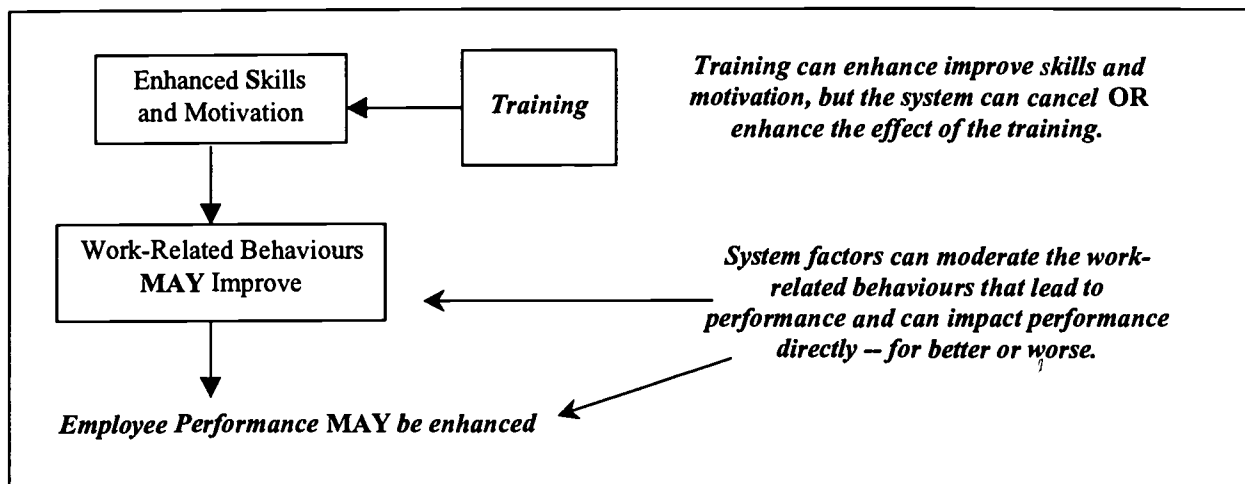 Enhanced Skills
and Motivation
Training
Training can enhance improve skills and
motivation, but the system can cancel OR
enhance the effect of the training.
Work-Related Behaviours
MAY Improve
System factors can moderate the work-
related behaviours that lead to
performance and can impact performance
directly – for better or worse.
Employee Performance MAY be enhanced